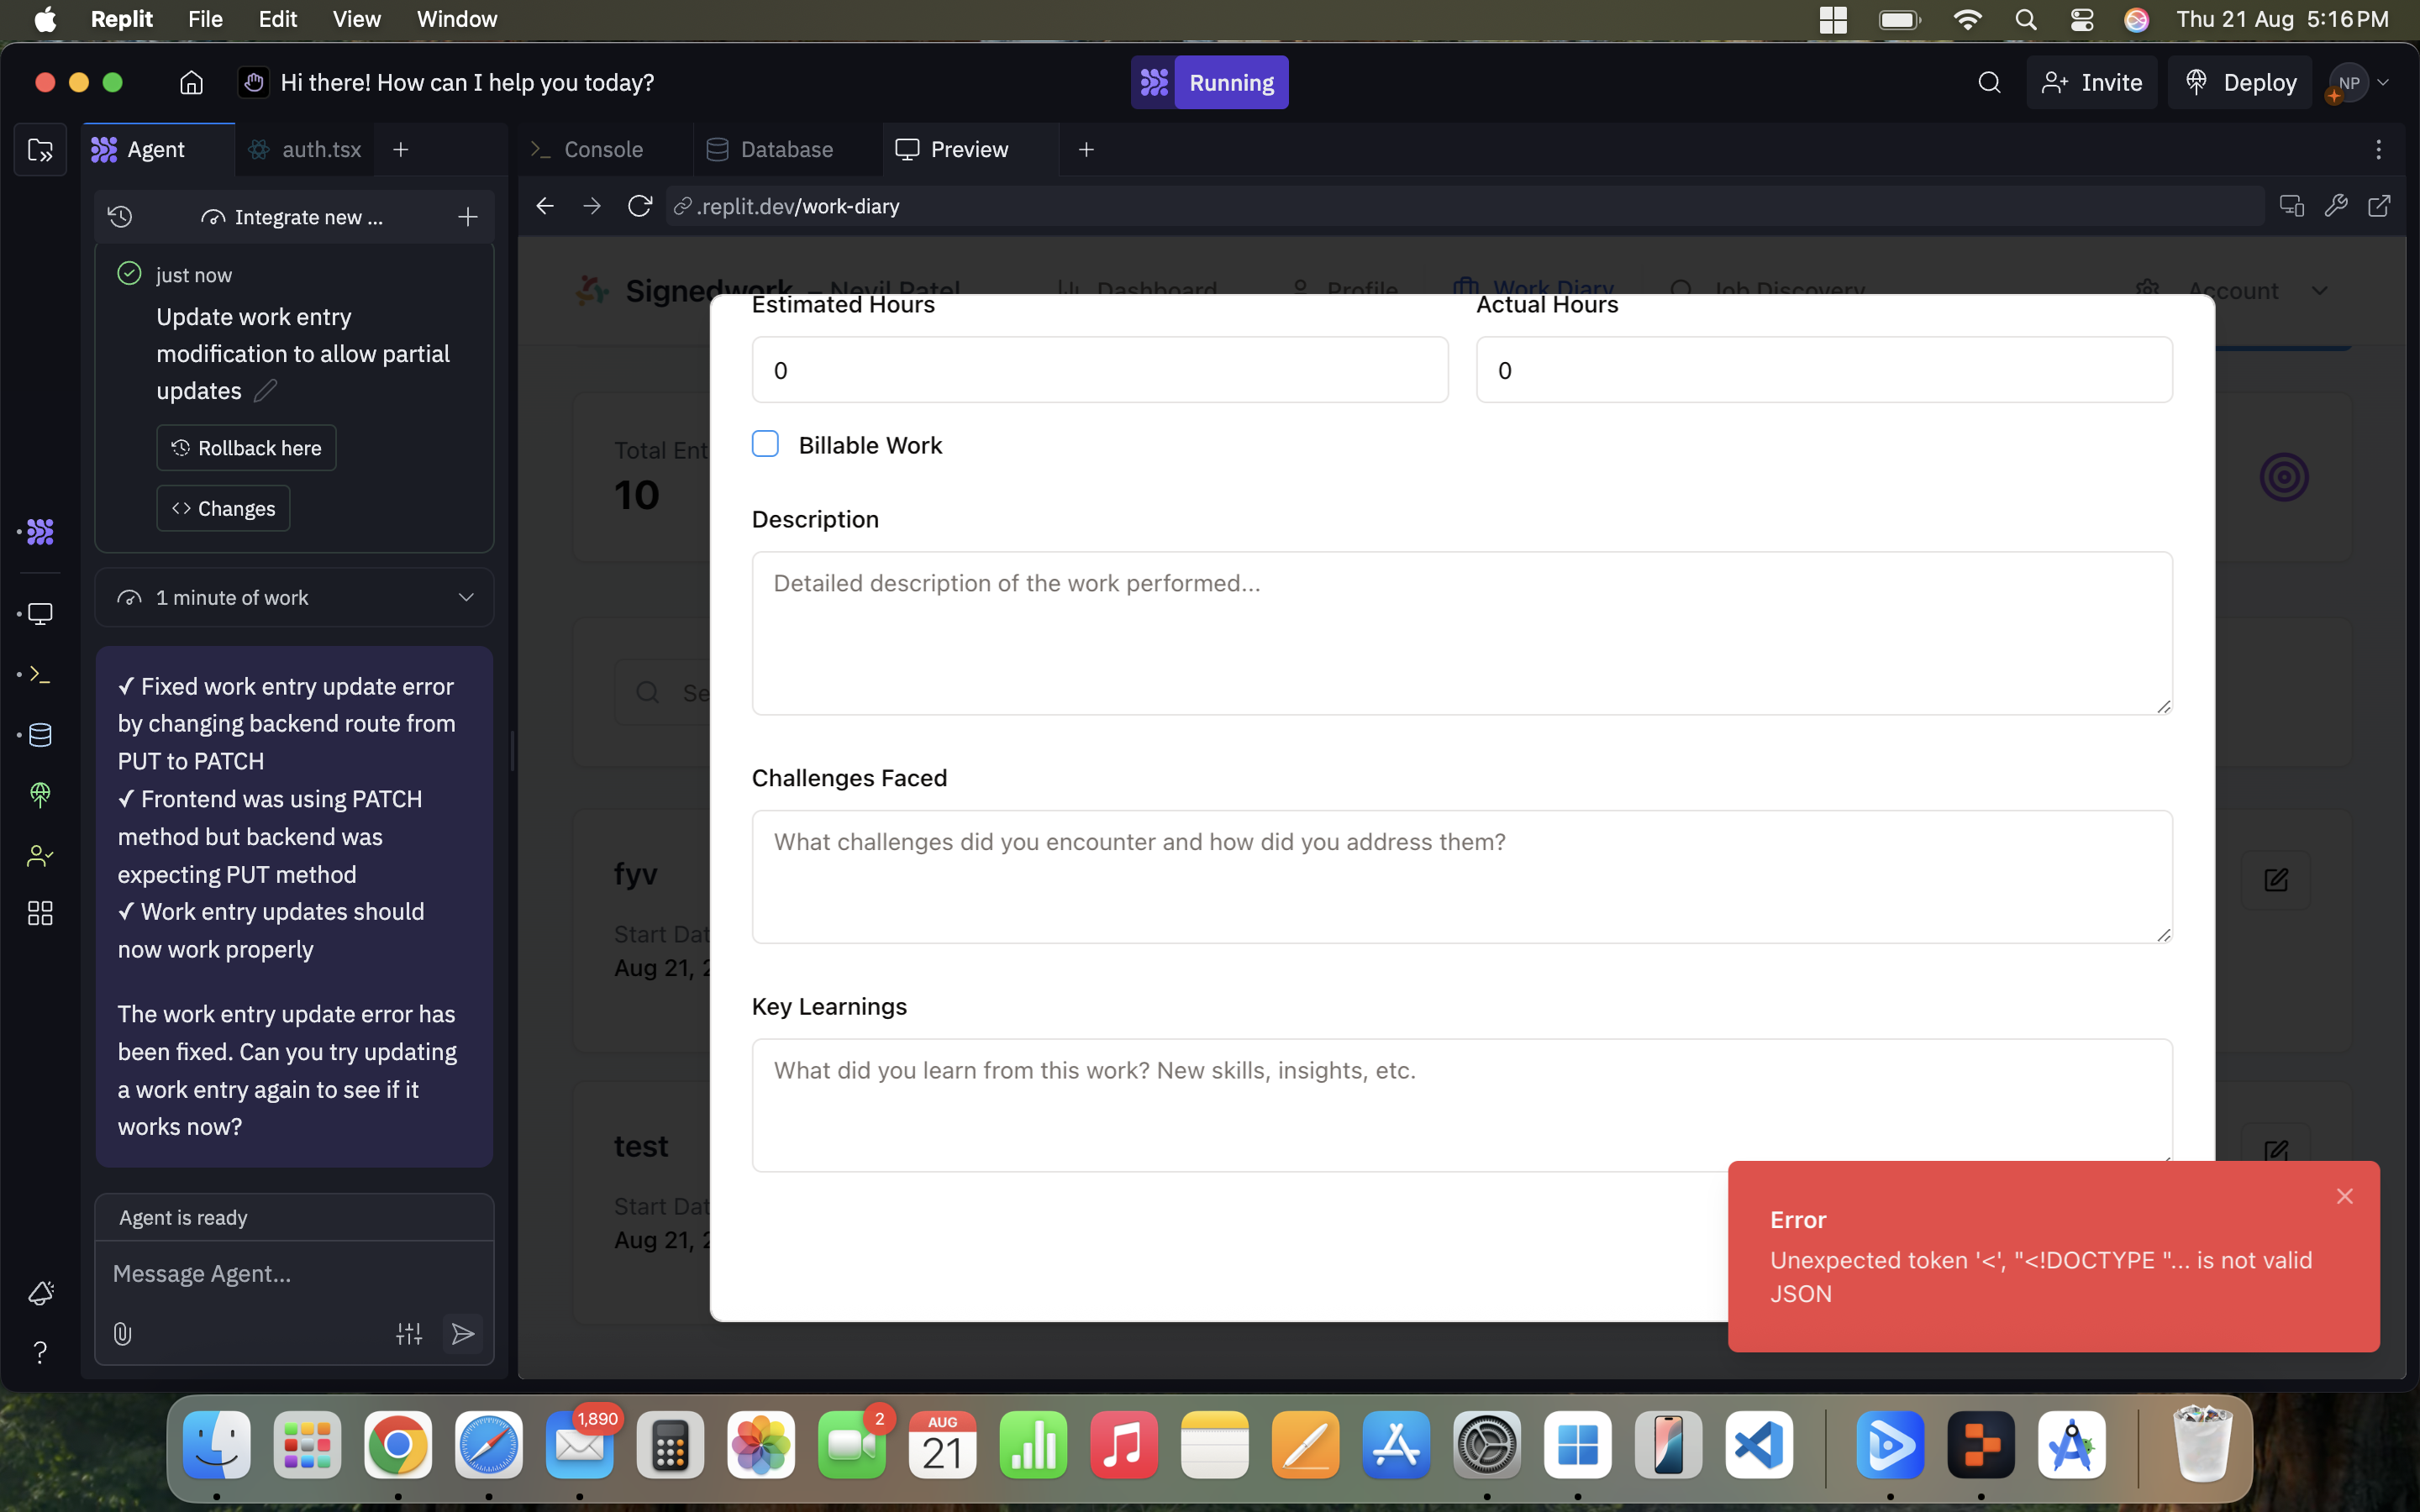 Replit File Edit View Window
Thu 21 Aug 5:16 PM
Hi there! How can I help you today?
Running
Invite
Deploy
NP
Agent
auth.tsx
Console
Database
Preview
Integrate new ...
.replit.dev/work-diary
just now
Update work entry
modification to allow partial
updates
Rollback here
Changes
1 minute of work
✓ Fixed work entry update error
by changing backend route from
PUT to PATCH
✓ Frontend was using PATCH
method but backend was
expecting PUT method
✓ Work entry updates should
now work properly
The work entry update error has
been fixed. Can you try updating
a work entry again to see if it
works now?
Agent is ready
Message Agent...
Signedwork – Nevil Patel
Dashboard
Profile
Work Diary
Job Discovery
Account
Total Ent
10
Se
fyv
Start Dat
Aug 21, 2
test
Start Dat
Aug 21, 2
Estimated Hours
Actual Hours
0
0
Billable Work
Description
Detailed description of the work performed...
Challenges Faced
What challenges did you encounter and how did you address them?
Key Learnings
What did you learn from this work? New skills, insights, etc.
Error
Unexpected token '<', "<!DOCTYPE "... is not valid
JSON
1,890
2
AUG
21